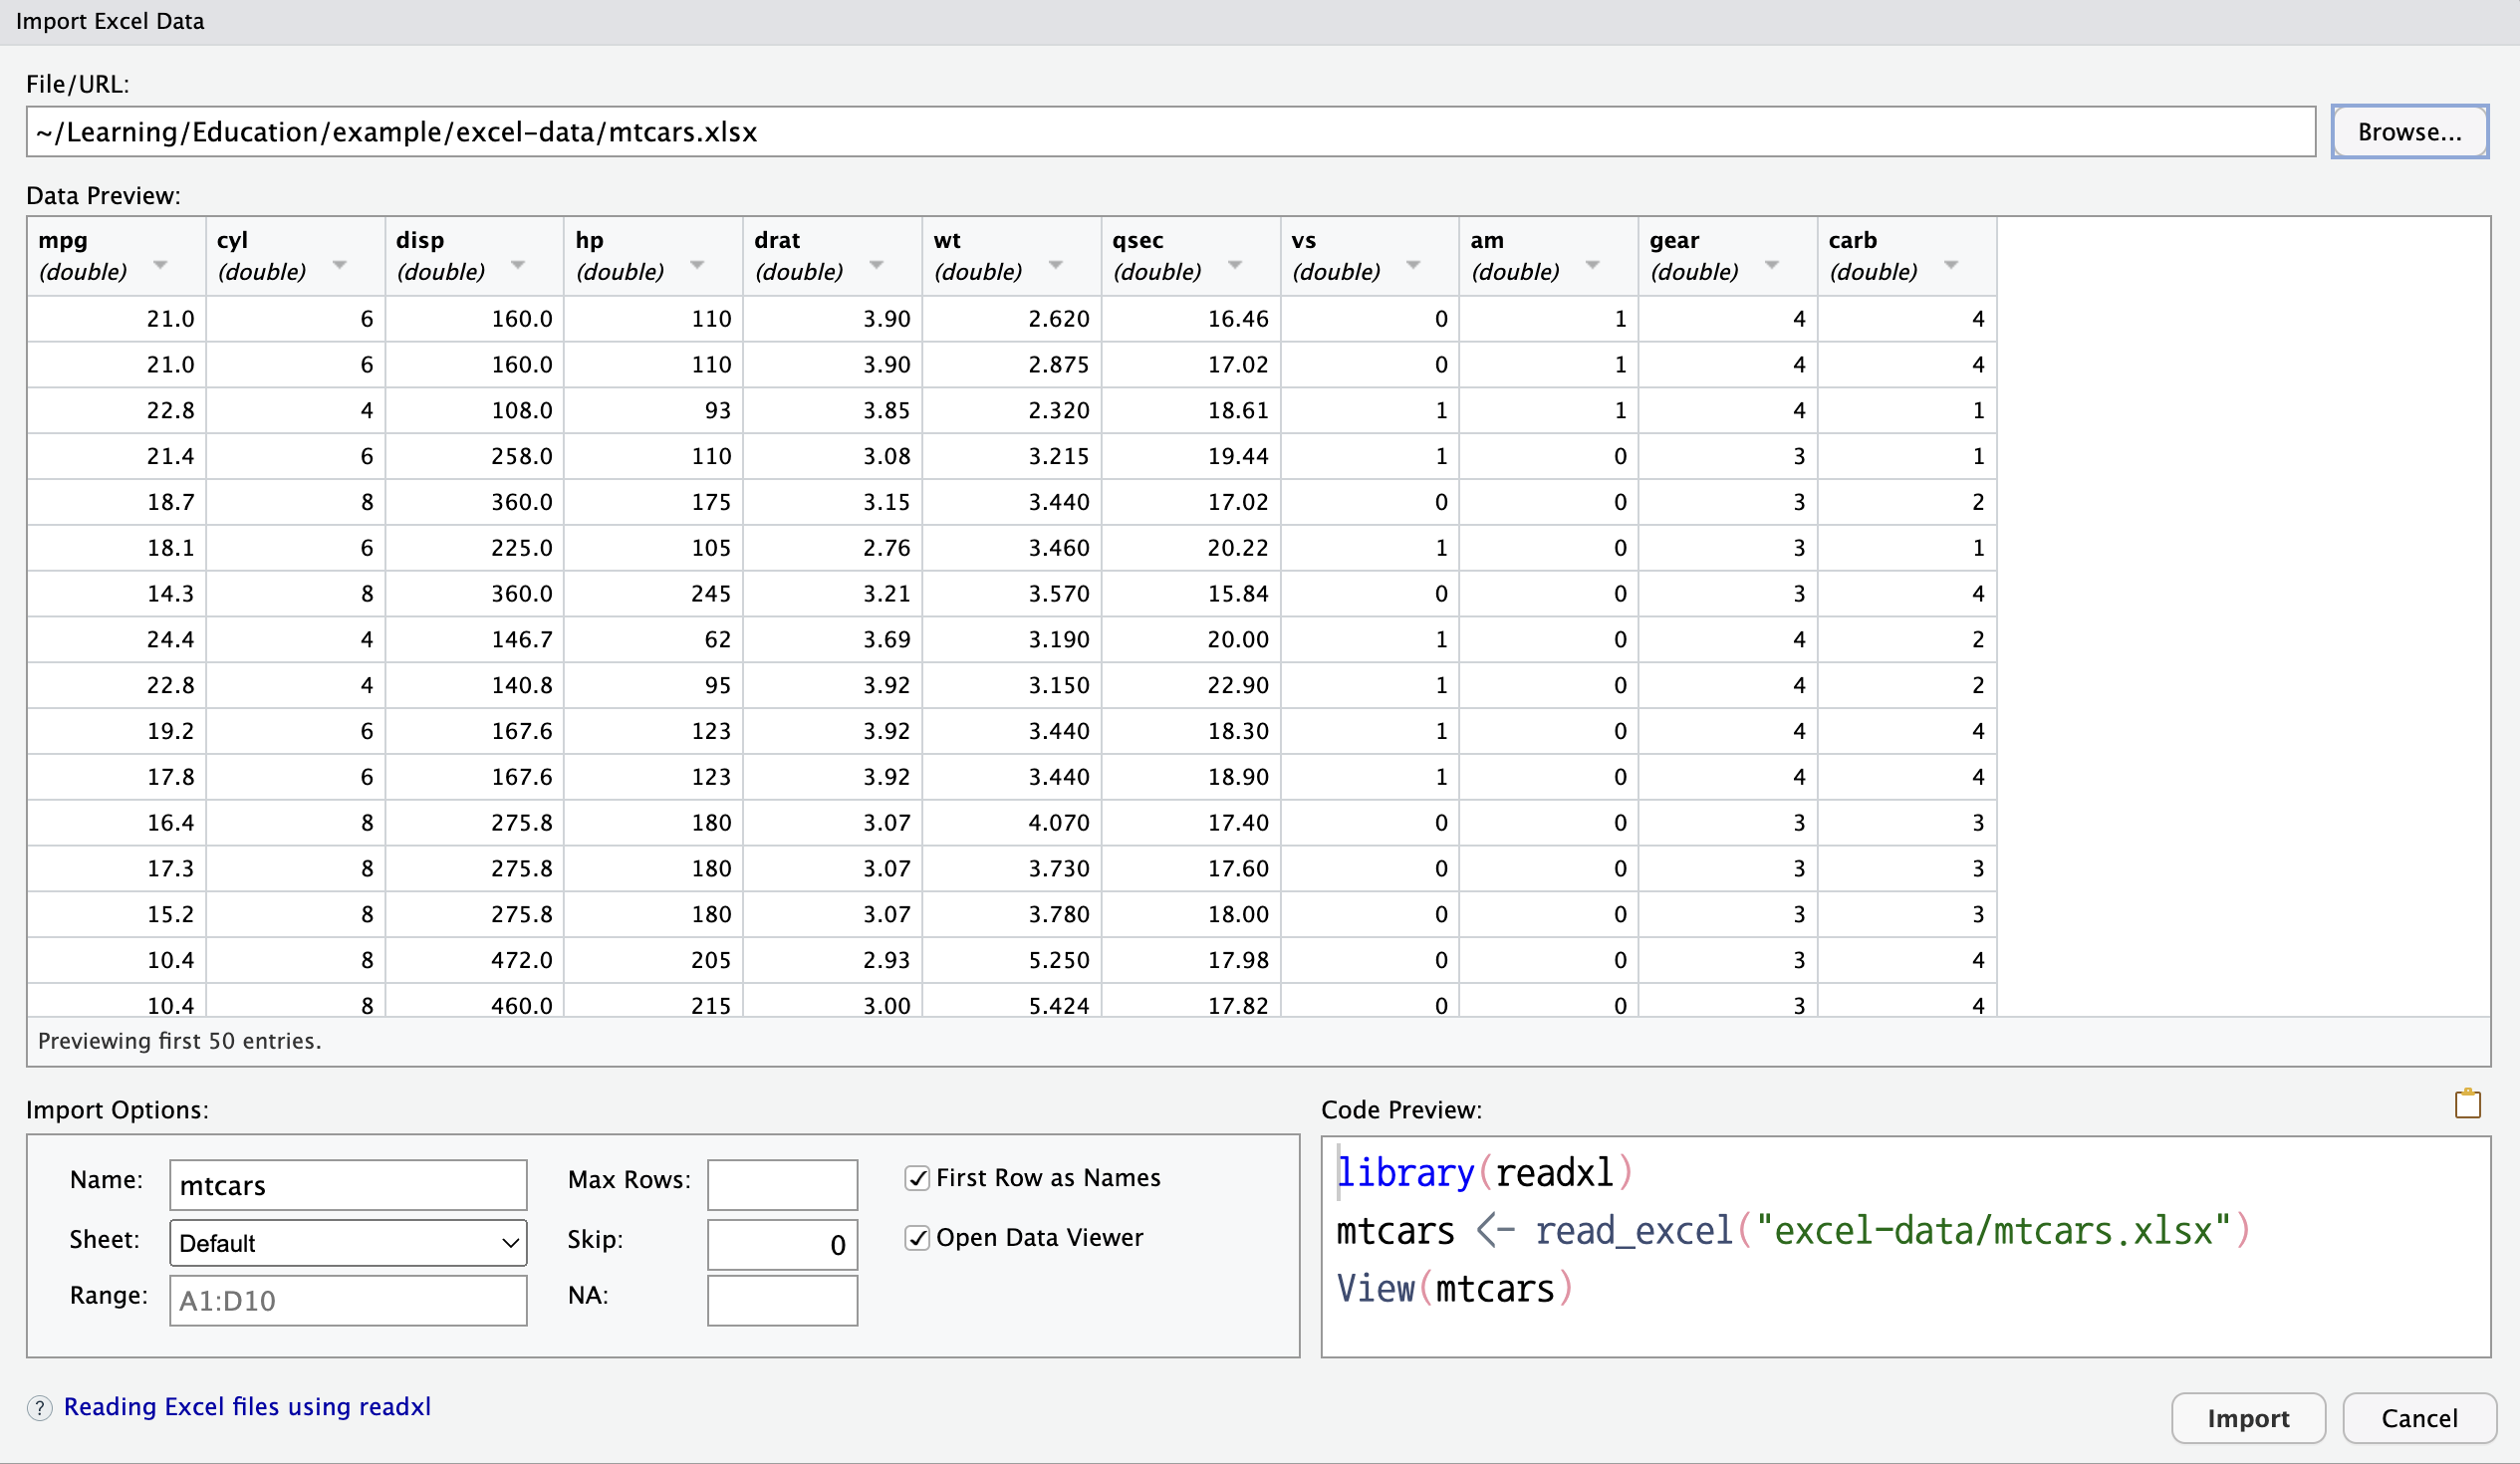 Import Excel Data
File/URL:
~/Learning/Education/example/excel-data/mtcars.xlsx Browse...
Data Preview:
mpg cyl disp hp drat wt qsec vs am gear carb
(double) (double) (double) (double) (double) (double) (double) (double) (double) (double) (double)
21.0 6 160.0 110 3.90 2.620 16.46 0 1 4 4
21.0 6 160.0 110 3.90 2.875 17.02 0 1 4 4
22.8 4 108.0 93 3.85 2.320 18.61 1 1 4 1
21.4 6 258.0 110 3.08 3.215 19.44 1 0 3 1
18.7 8 360.0 175 3.15 3.440 17.02 0 0 3 2
18.1 6 225.0 105 2.76 3.460 20.22 1 0 3 1
14.3 8 360.0 245 3.21 3.570 15.84 0 0 3 4
24.4 4 146.7 62 3.69 3.190 20.00 1 0 4 2
22.8 4 140.8 95 3.92 3.150 22.90 1 0 4 2
19.2 6 167.6 123 3.92 3.440 18.30 1 0 4 4
17.8 6 167.6 123 3.92 3.440 18.90 1 0 4 4
16.4 8 275.8 180 3.07 4.070 17.40 0 0 3 3
17.3 8 275.8 180 3.07 3.730 17.60 0 0 3 3
15.2 8 275.8 180 3.07 3.780 18.00 0 0 3 3
10.4 8 472.0 205 2.93 5.250 17.98 0 0 3 4
10.4 8 460.0 215 3.00 5.424 17.82 0 0 3 4
Previewing first 50 entries.
Import Options:
Name: mtcars Max Rows: First Row as Names
Sheet: Default Skip: 0 Open Data Viewer
Range: A1:D10 NA:
Code Preview:
library(readxl)
mtcars <- read_excel("excel-data/mtcars.xlsx")
View(mtcars)
? Reading Excel files using readxl
Import Cancel